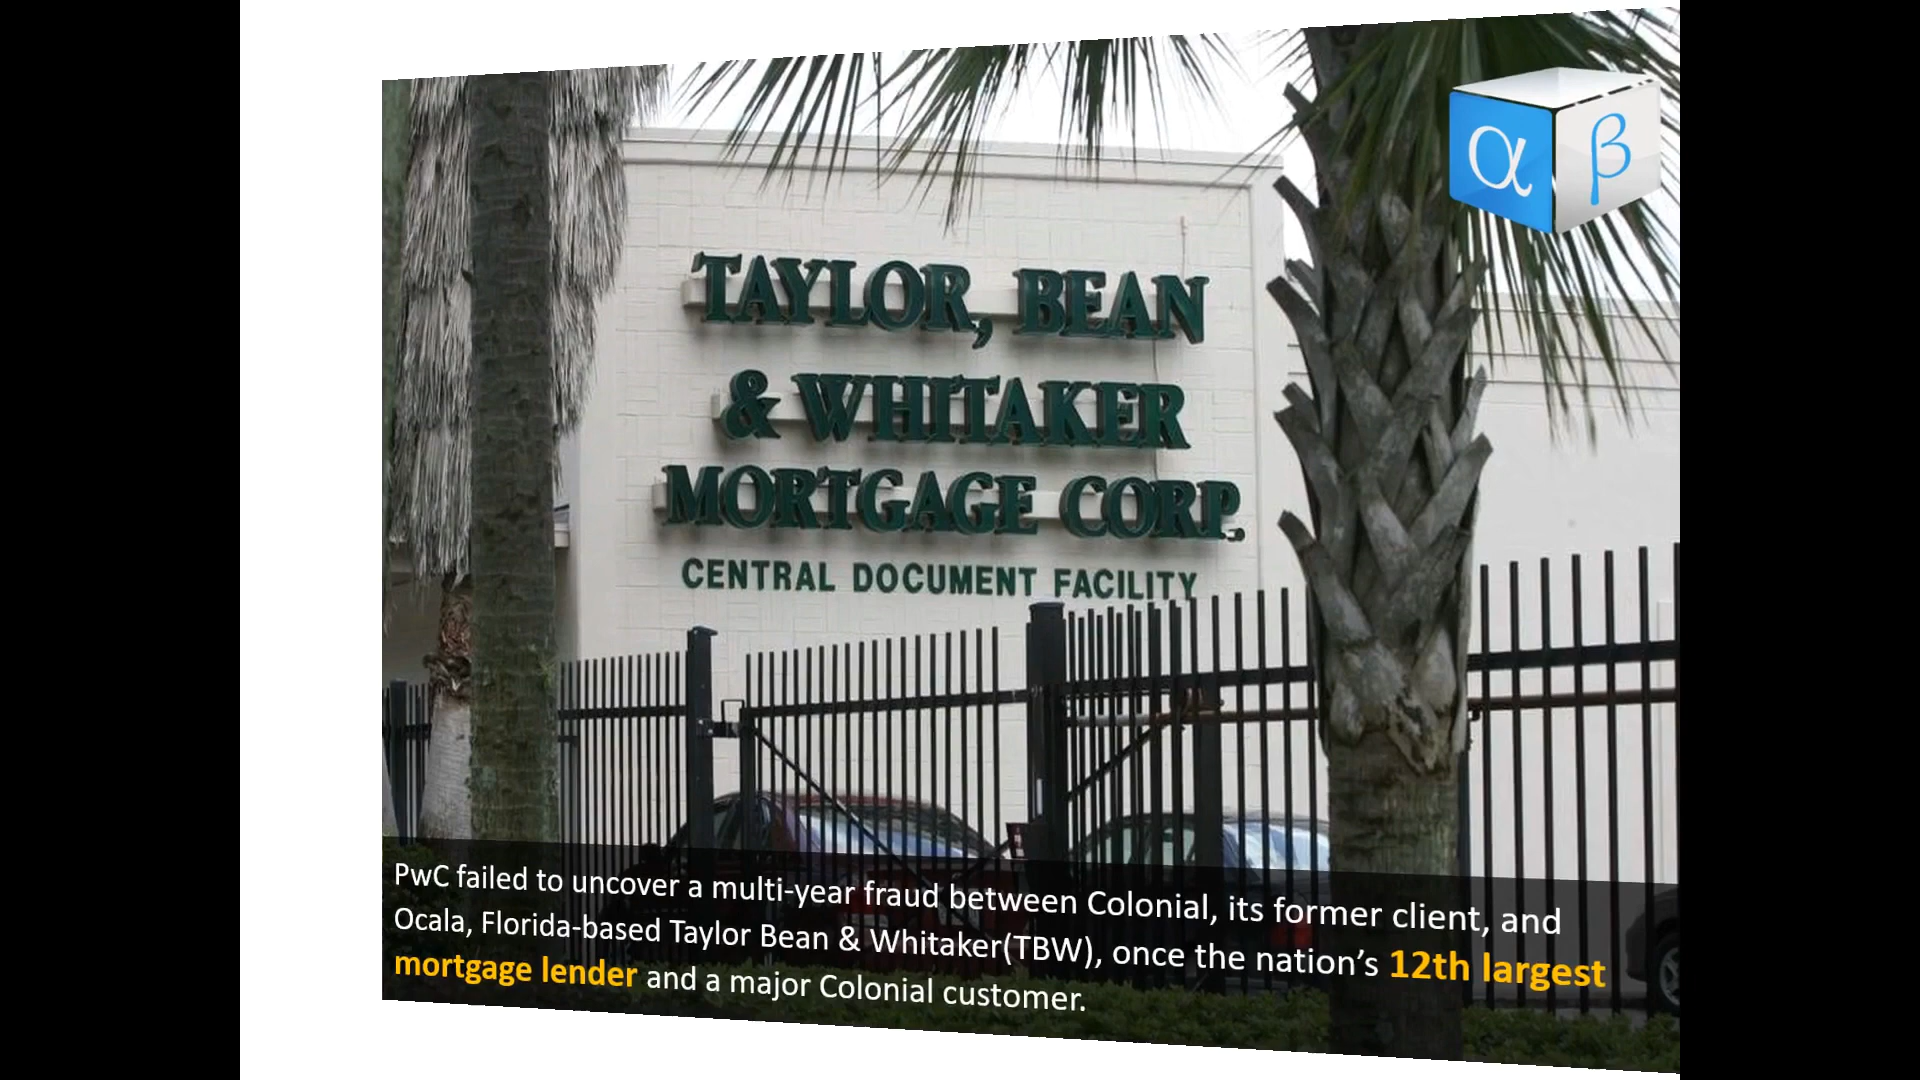 α β
TAYLOR, BEAN
& WHITAKER
MORTGAGE CORP.
CENTRAL DOCUMENT FACILITY
PwC failed to uncover a multi-year fraud between Colonial, its former client, and
Ocala, Florida-based Taylor Bean & Whitaker(TBW), once the nation’s 12th largest
mortgage lender and a major Colonial customer.